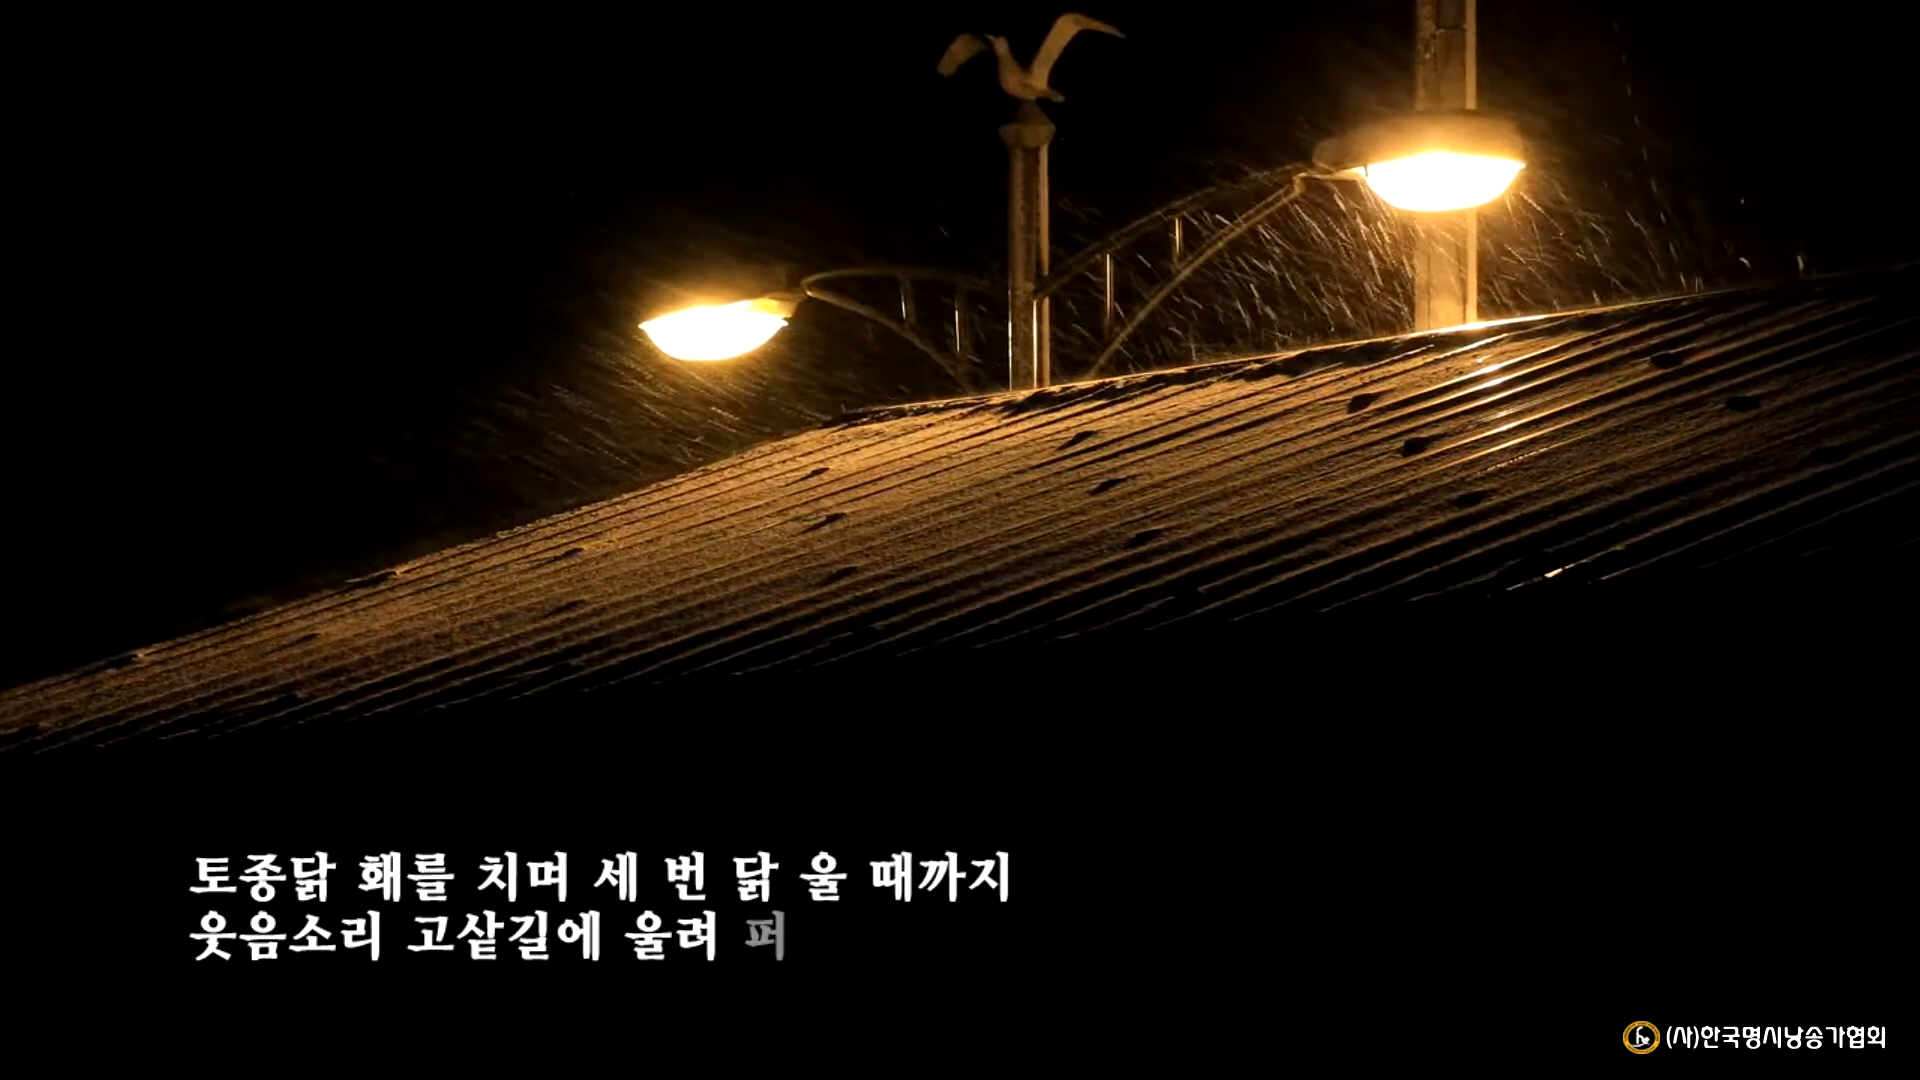 토종닭 홰를 치며 세 번 닭 울 때까지
웃음소리 고샅길에 울려 퍼
(사)한국명시낭송가협회